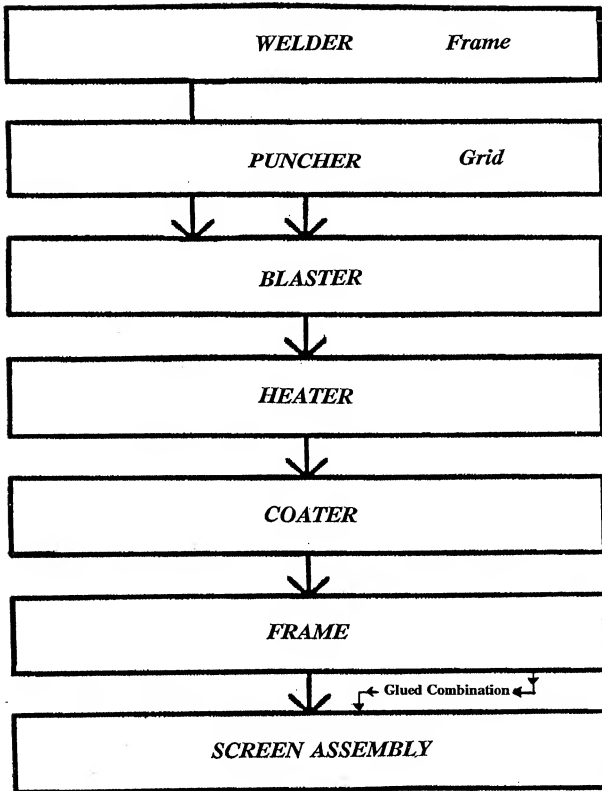 WELDER Frame
PUNCHER Grid
BLASTER
HEATER
COATER
FRAME
Glued Combination
SCREEN ASSEMBLY